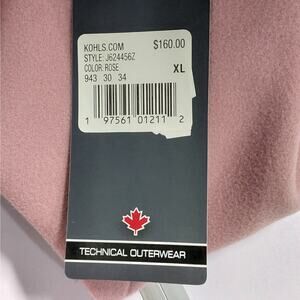 KOHLS.COM $160.00
STYLE: J624456Z
COLOR: ROSE XL
943 30 34
1 97561 01211 2
TECHNICAL OUTERWEAR